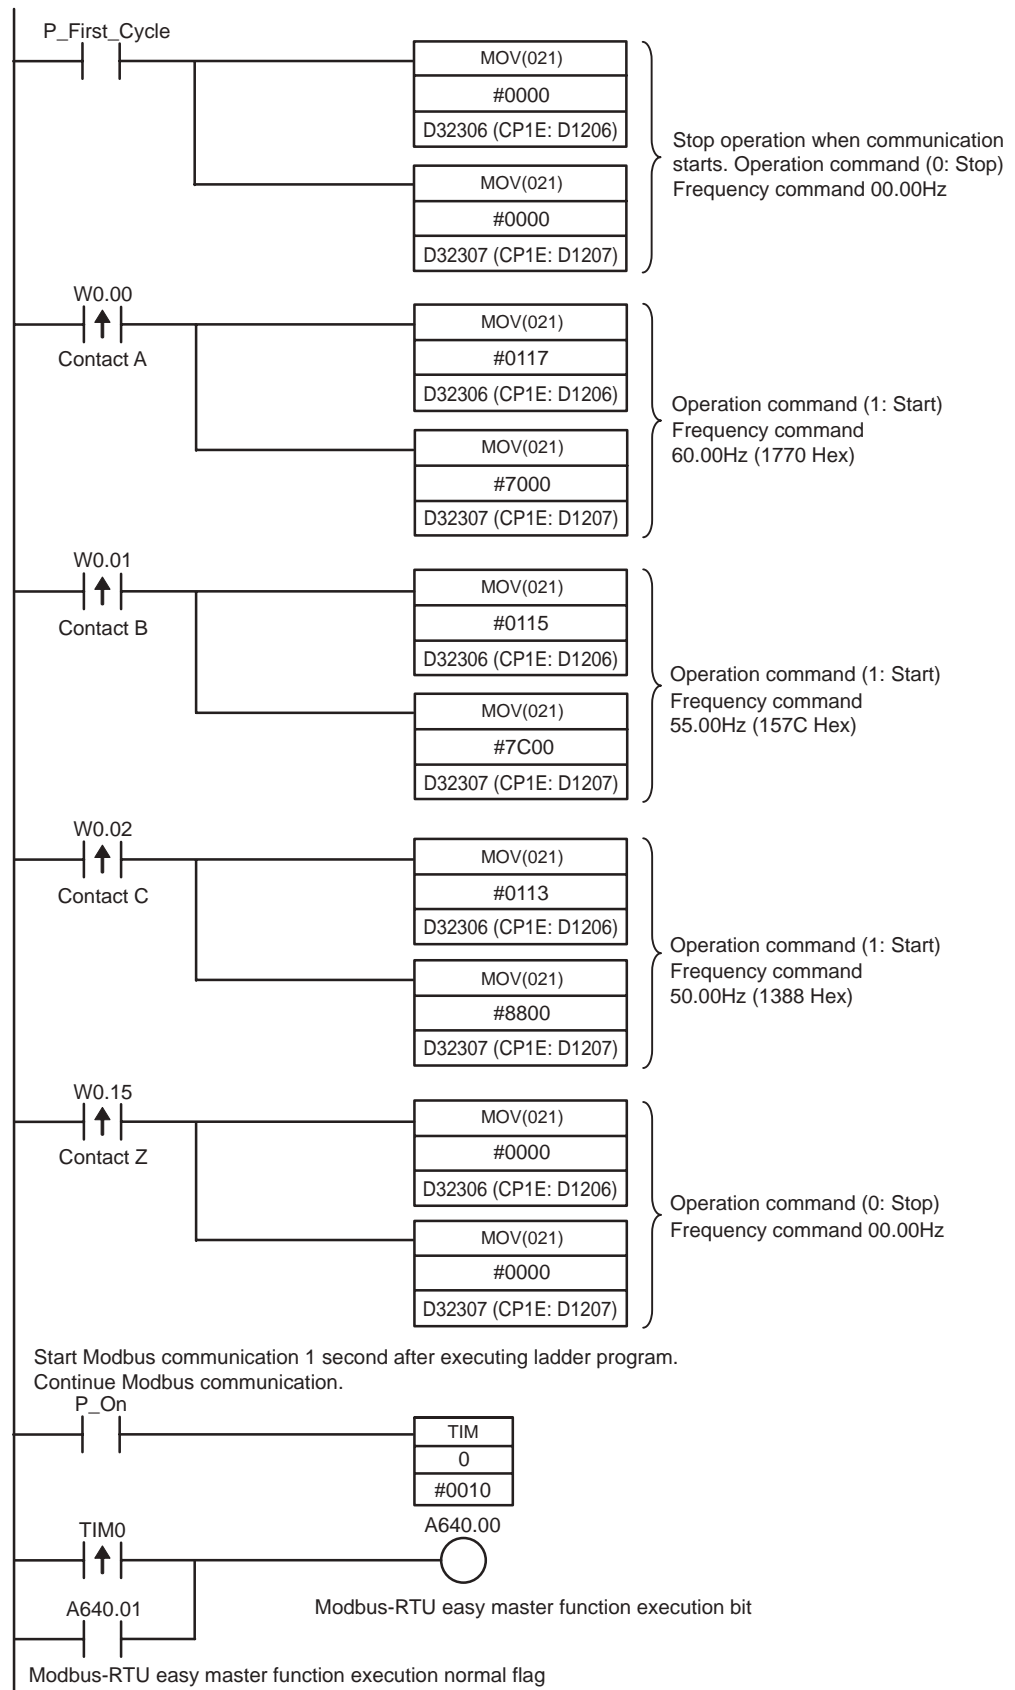 P_First_Cycle
MOV(021)
#0000
D32306 (CP1E: D1206)
MOV(021)
#0000
D32307 (CP1E: D1207)
Stop operation when communication
starts. Operation command (0: Stop)
Frequency command 00.00Hz
W0.00
Contact A
MOV(021)
#0117
D32306 (CP1E: D1206)
MOV(021)
#7000
D32307 (CP1E: D1207)
Operation command (1: Start)
Frequency command
60.00Hz (1770 Hex)
W0.01
Contact B
MOV(021)
#0115
D32306 (CP1E: D1206)
MOV(021)
#7C00
D32307 (CP1E: D1207)
Operation command (1: Start)
Frequency command
55.00Hz (157C Hex)
W0.02
Contact C
MOV(021)
#0113
D32306 (CP1E: D1206)
MOV(021)
#8800
D32307 (CP1E: D1207)
Operation command (1: Start)
Frequency command
50.00Hz (1388 Hex)
W0.15
Contact Z
MOV(021)
#0000
D32306 (CP1E: D1206)
MOV(021)
#0000
D32307 (CP1E: D1207)
Operation command (0: Stop)
Frequency command 00.00Hz
Start Modbus communication 1 second after executing ladder program.
Continue Modbus communication.
P_On
TIM
0
#0010
TIM0
A640.00
A640.01
Modbus-RTU easy master function execution bit
Modbus-RTU easy master function execution normal flag